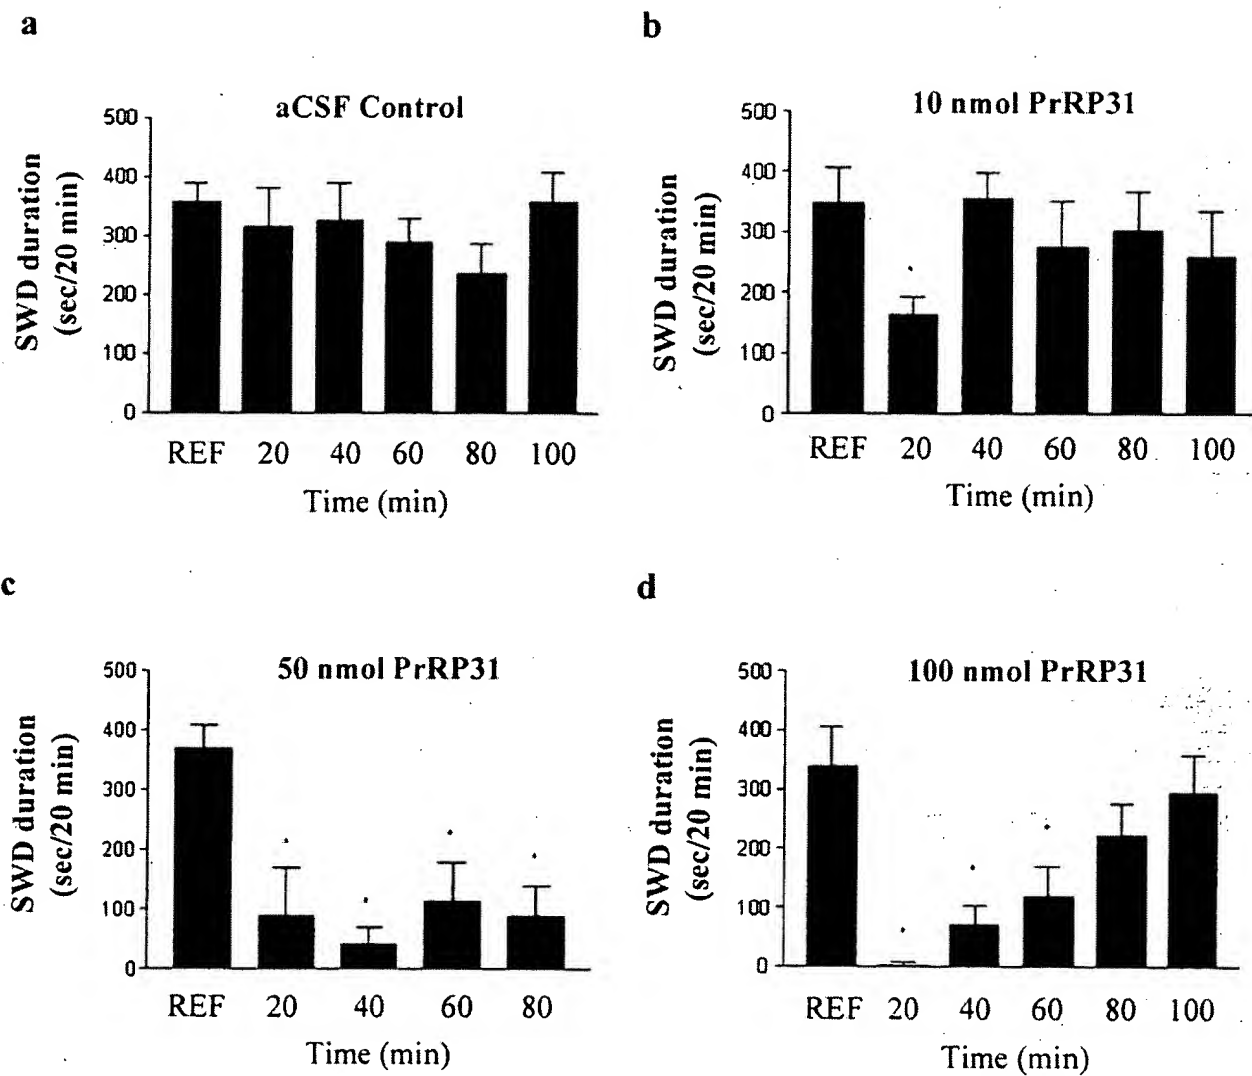 a
aCSF Control
SWD duration
(sec/20 min)
500
400
300
200
100
0
REF 20 40 60 80 100
Time (min)
b
10 nmol PrRP31
SWD duration
(sec/20 min)
500
400
300
200
100
0
REF 20 40 60 80 100
Time (min)
c
50 nmol PrRP31
SWD duration
(sec/20 min)
500
400
300
200
100
0
REF 20 40 60 80
Time (min)
d
100 nmol PrRP31
SWD duration
(sec/20 min)
500
400
300
200
100
0
REF 20 40 60 80 100
Time (min)